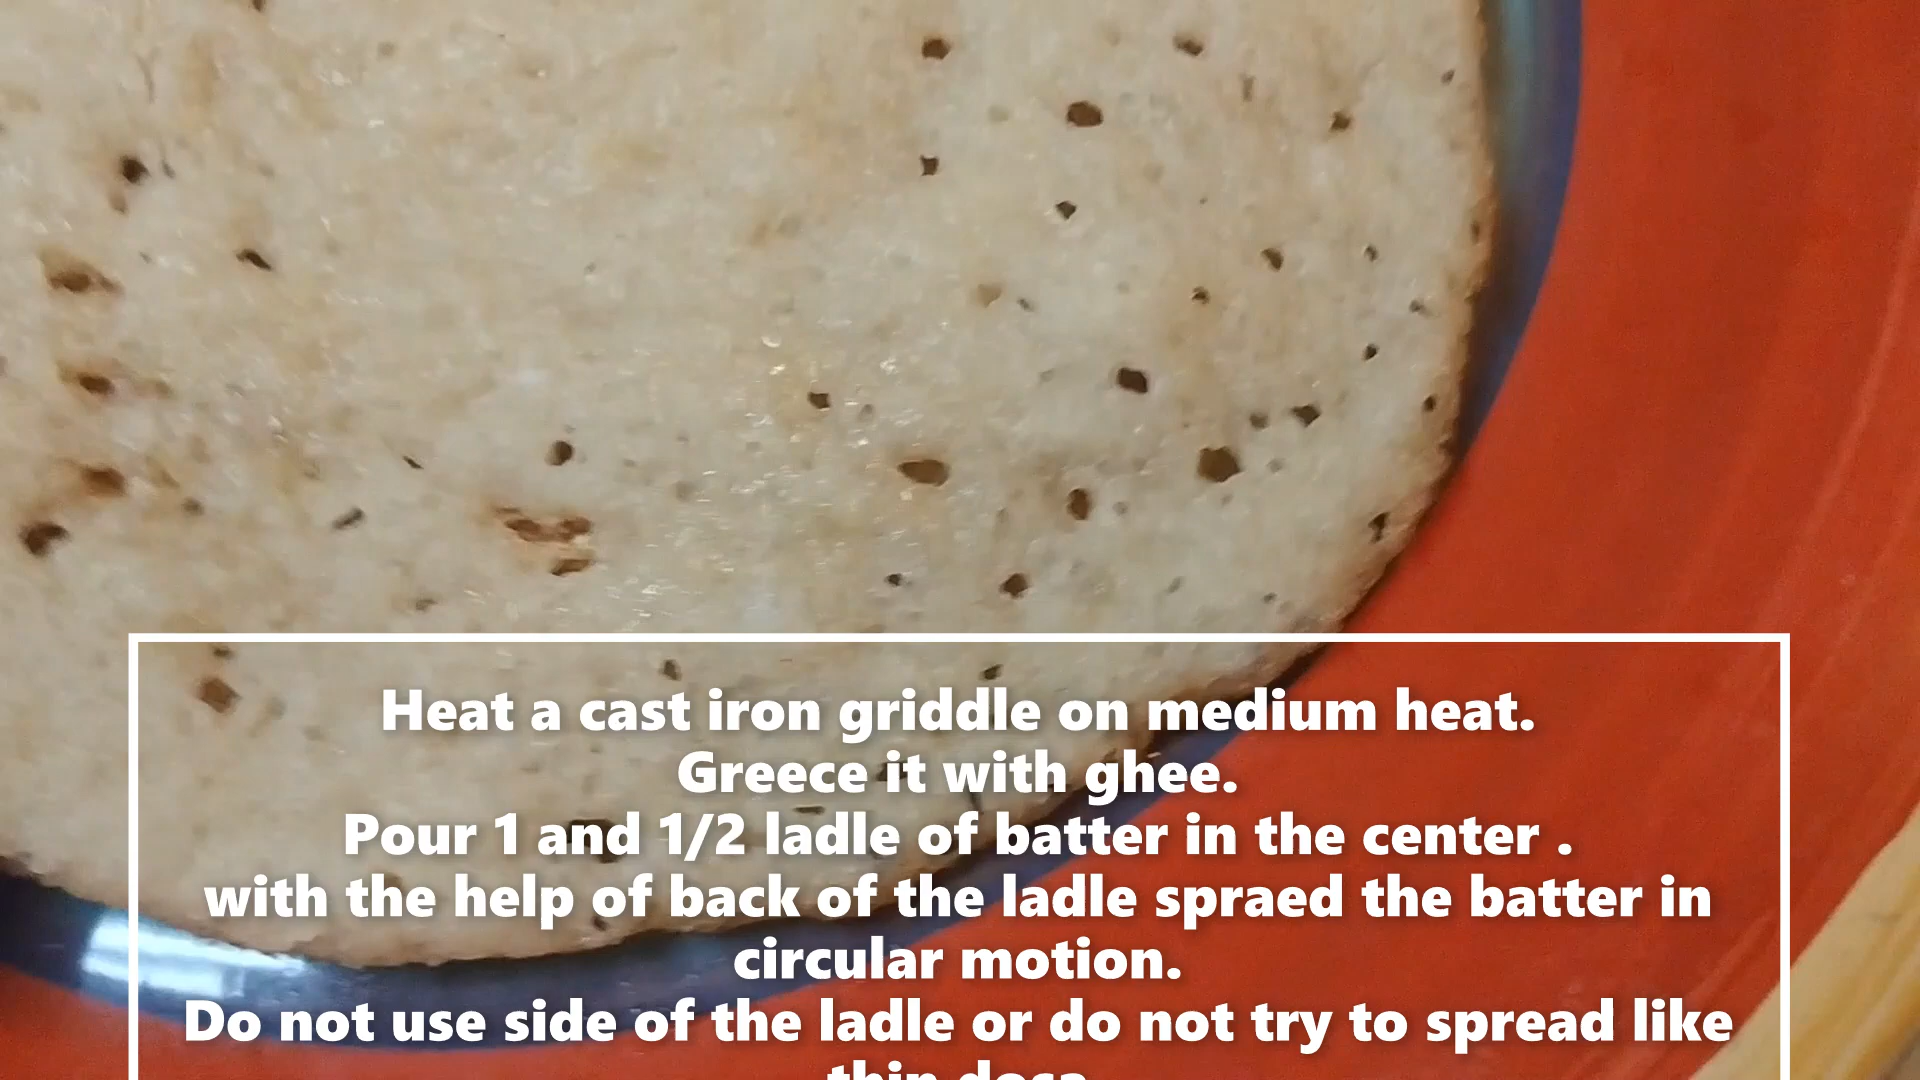 Heat a cast iron griddle on medium heat.
Greece it with ghee.
Pour 1 and 1/2 ladle of batter in the center .
with the help of back of the ladle spraed the batter in
circular motion.
Do not use side of the ladle or do not try to spread like
thin dosa